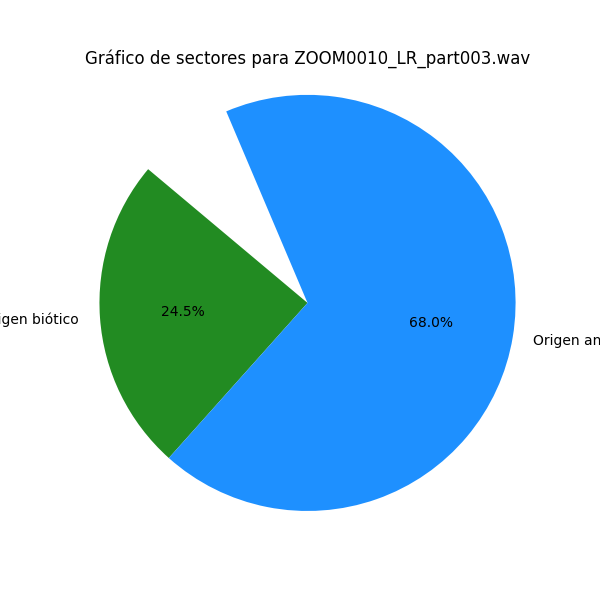 Gráfico de sectores para ZOOM0010_LR_part003.wav
24.5%
igen biótico
68.0%
Origen an